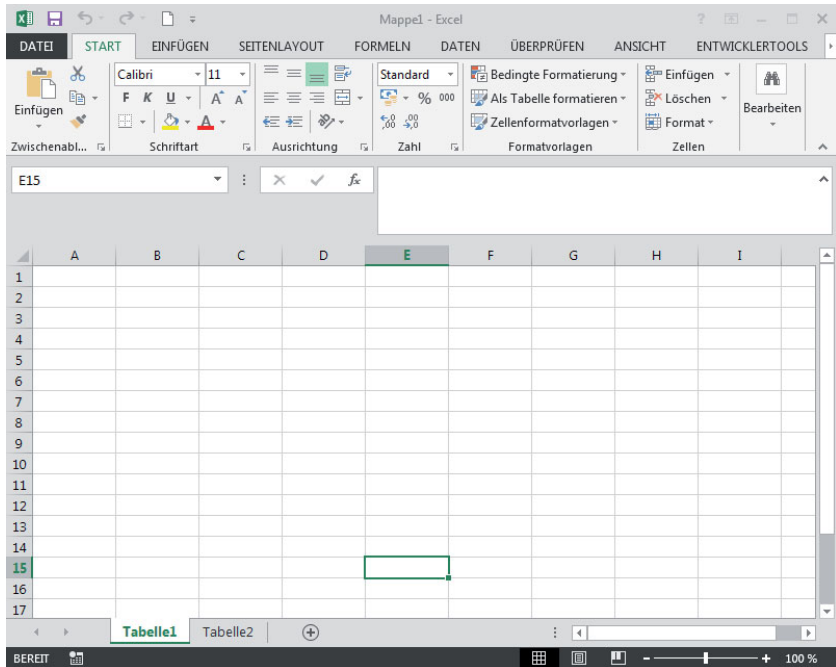 Mappe1 - Excel
DATEI START EINFÜGEN SEITENLAYOUT FORMELN DATEN ÜBERPRÜFEN ANSICHT ENTWICKLERTOOLS
Einfügen
Calibri 11
F K U A A
A
Standard
% 000
Bedingte Formatierung
Als Tabelle formatieren
Zellenformatvorlagen
Einfügen
Löschen
Format
Bearbeiten
Zwischenabl... Schriftart Ausrichtung Zahl Formatvorlagen Zellen
E15 fx
A B C D E F G H I
1
2
3
4
5
6
7
8
9
10
11
12
13
14
15
16
17
Tabelle1 Tabelle2
BEREIT 100 %